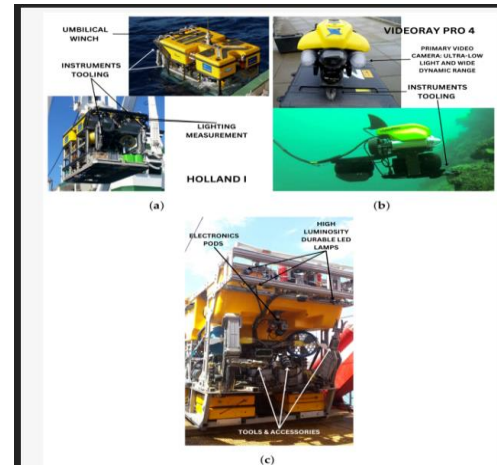 UMBILICAL
WINCH
INSTRUMENTS
TOOLING
LIGHTING
MEASUREMENT
HOLLAND I
(a)
VIDEORAY PRO 4
PRIMARY VIDEO
CAMERA: ULTRA-LOW
LIGHT AND WIDE
DYNAMIC RANGE
INSTRUMENTS
TOOLING
(b)
ELECTRONICS
PODS
HIGH
LUMINOSITY
DURABLE LED
LAMPS
TOOLS & ACCESSORIES
(c)